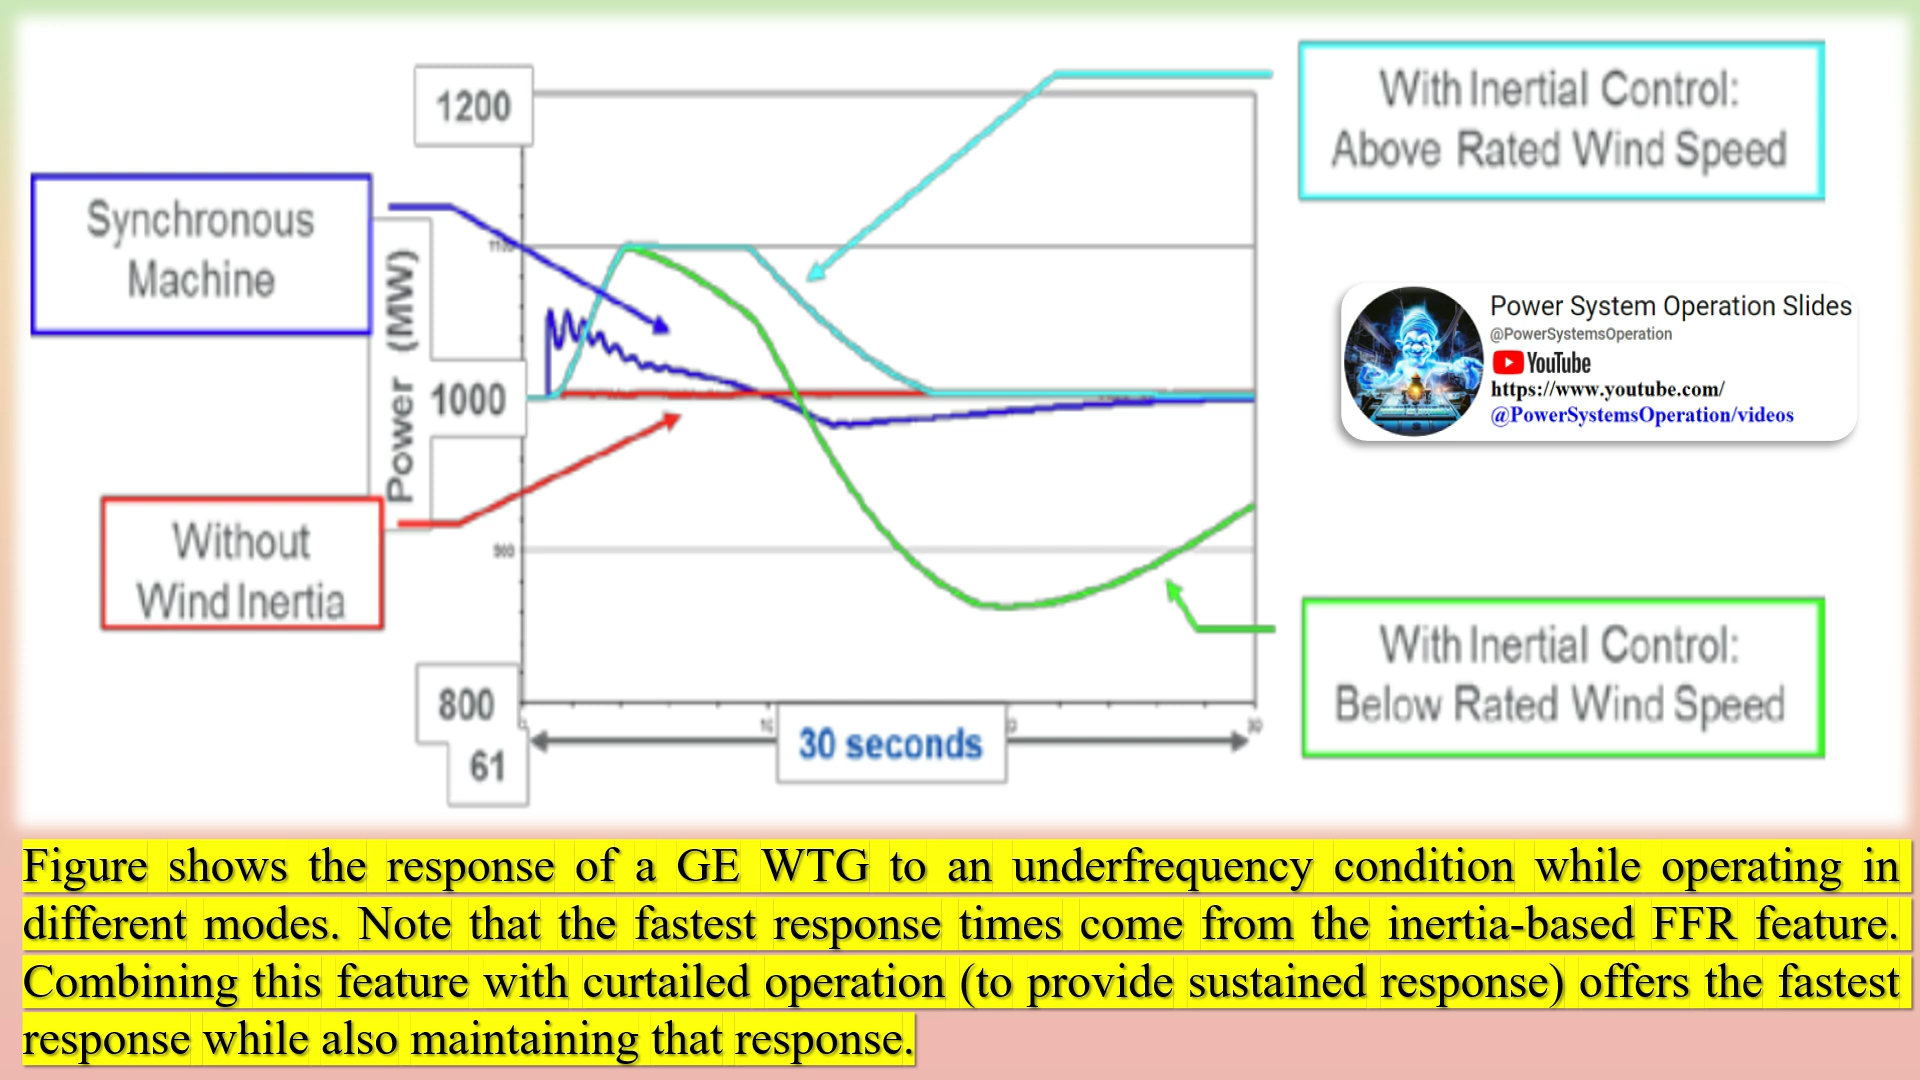 1200
With Inertial Control:
Above Rated Wind Speed
Synchronous
Machine
1100
Power (MW)
1000
Power System Operation Slides
@PowerSystemsOperation
YouTube
https://www.youtube.com/
@PowerSystemsOperation/videos
Without
Wind Inertia
900
With Inertial Control:
Below Rated Wind Speed
800
30
30 seconds
61
Figure shows the response of a GE WTG to an underfrequency condition while operating in
different modes. Note that the fastest response times come from the inertia-based FFR feature.
Combining this feature with curtailed operation (to provide sustained response) offers the fastest
response while also maintaining that response.